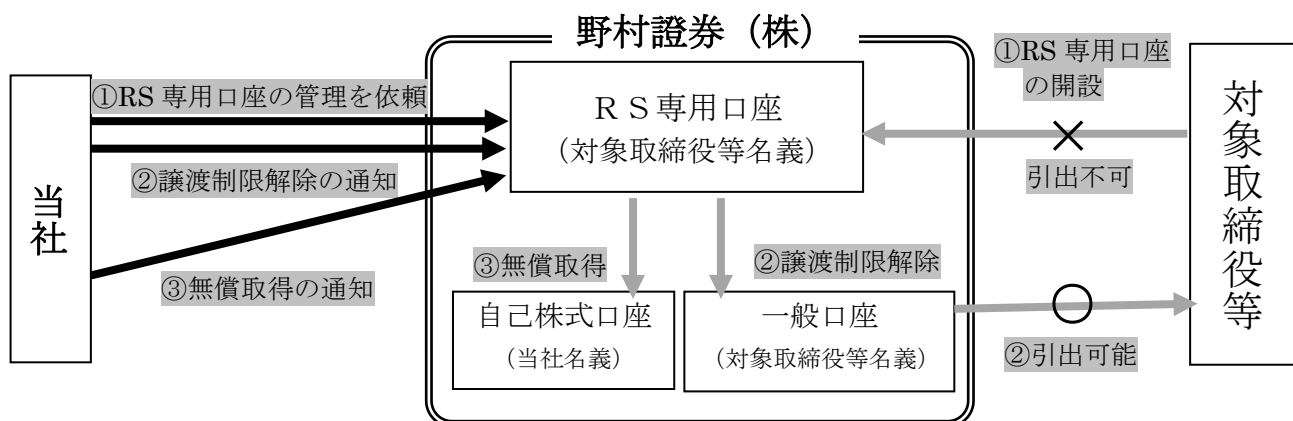 野村證券（株）
①RS 専用口座の管理を依頼
②譲渡制限解除の通知
③無償取得の通知
当社
ＲＳ専用口座
（対象取締役等名義）
③無償取得
②譲渡制限解除
自己株式口座
（当社名義）
一般口座
（対象取締役等名義）
①RS 専用口座
の開設
引出不可
②引出可能
対象取締役等